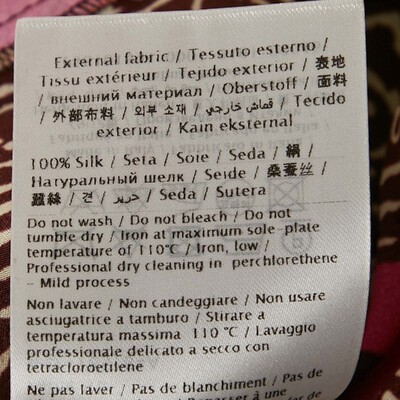 External fabric / Tessuto esterno /
Tissu extérieur / Tejido exterior / 表地
/ внешний материал / Oberstoff / 面料
/ 外部布料 / 외부 소재 / قماش خارجي / Tecido
exterior / Kain eksternal
100% Silk / Seta / Soie / Seda / 絹 /
Натуральный шелк / Seide / 桑蚕丝 /
蠶絲 / 견 / حرير / Seda / Sutera
Do not wash / Do not bleach / Do not
tumble dry / Iron at maximum sole-plate
temperature of 110°C / Iron, low /
Professional dry cleaning in perchlorethene
– Mild process
Non lavare / Non candeggiare / Non usare
asciugatrice a tamburo / Stirare a
temperatura massima 110 °C / Lavaggio
professionale delicato a secco con
tetracloroetilene
Ne pas laver / Pas de blanchiment / Pas de